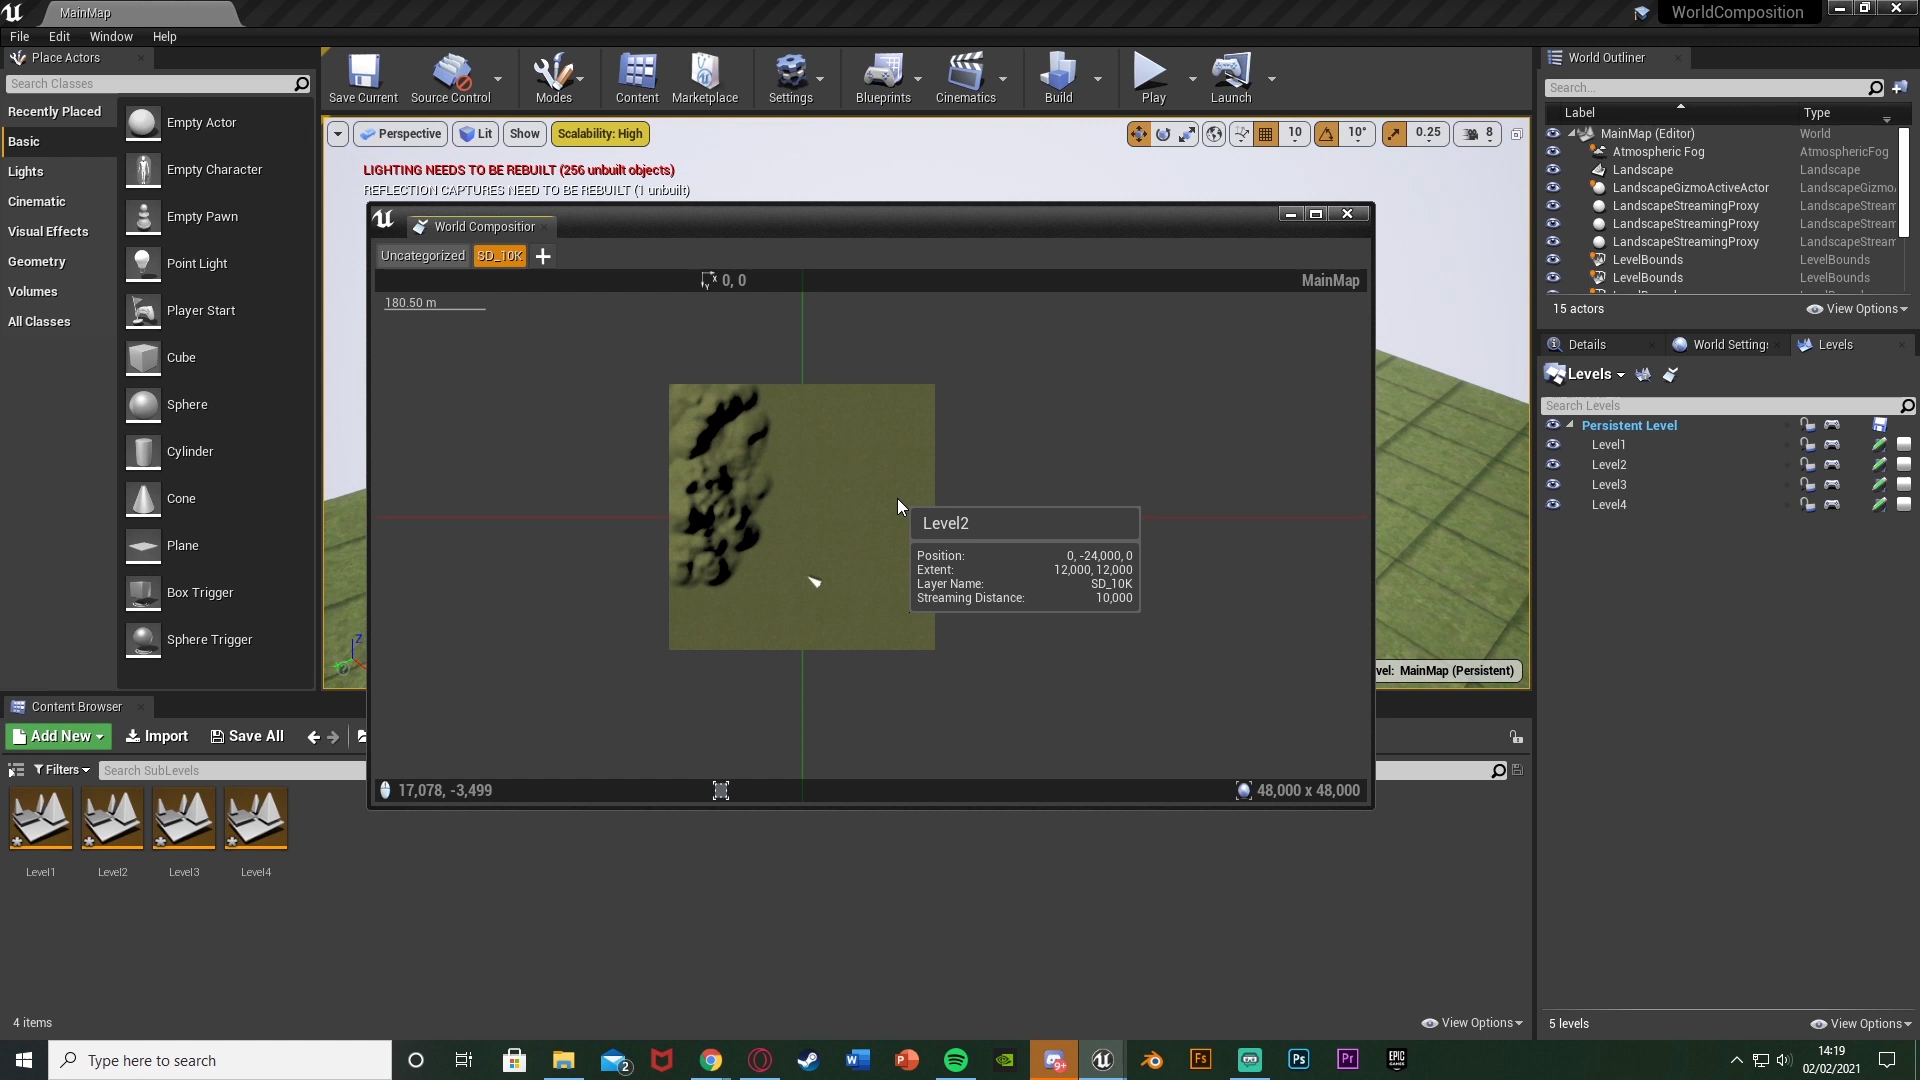 MainMap
WorldComposition
File Edit Window Help
Place Actors
Search Classes
Recently Placed
Basic
Lights
Cinematic
Visual Effects
Geometry
Volumes
All Classes
Empty Actor
Empty Character
Empty Pawn
Point Light
Player Start
Cube
Sphere
Cylinder
Cone
Plane
Box Trigger
Sphere Trigger
Save Current
Source Control
Modes
Content
Marketplace
Settings
Blueprints
Cinematics
Build
Play
Launch
Perspective Lit Show Scalability: High
10 10° 0.25 8
LIGHTING NEEDS TO BE REBUILT (256 unbuilt objects)
REFLECTION CAPTURES NEED TO BE REBUILT (1 unbuilt)
World Composition
Uncategorized SD_10K +
0, 0
MainMap
180.50 m
Level2
Position: 0, -24,000, 0
Extent: 12,000, 12,000
Layer Name: SD_10K
Streaming Distance: 10,000
17,078, -3,499
48,000 x 48,000
vel: MainMap (Persistent)
World Outliner
Search...
Label Type
MainMap (Editor) World
Atmospheric Fog AtmosphericFog
Landscape Landscape
LandscapeGizmoActiveActor LandscapeGizmo
LandscapeStreamingProxy LandscapeStream
LandscapeStreamingProxy LandscapeStream
LandscapeStreamingProxy LandscapeStream
LevelBounds LevelBounds
LevelBounds LevelBounds
15 actors
View Options
Details
World Settings
Levels
Levels
Search Levels
Persistent Level
Level1
Level2
Level3
Level4
5 levels
View Options
Content Browser
Add New Import Save All
Filters Search SubLevels
Level1 Level2 Level3 Level4
4 items
View Options
Type here to search
2
W
P
9+
Fs
Ps
Pr
EPIC
GAMES
14:19
02/02/2021